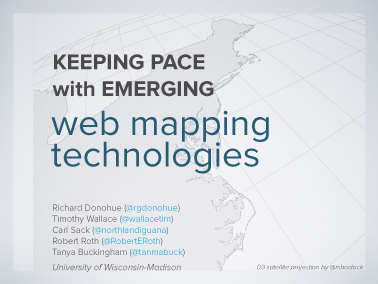 KEEPING PACE
with EMERGING
web mapping
technologies
Richard Donohue (@rgdonohue)
Timothy Wallace (@wallacetim)
Carl Sack (@northlandiguana)
Robert Roth (@RobertERoth)
Tanya Buckingham (@tanmabuck)
University of Wisconsin-Madison
D3 satellite projection by @mbostock